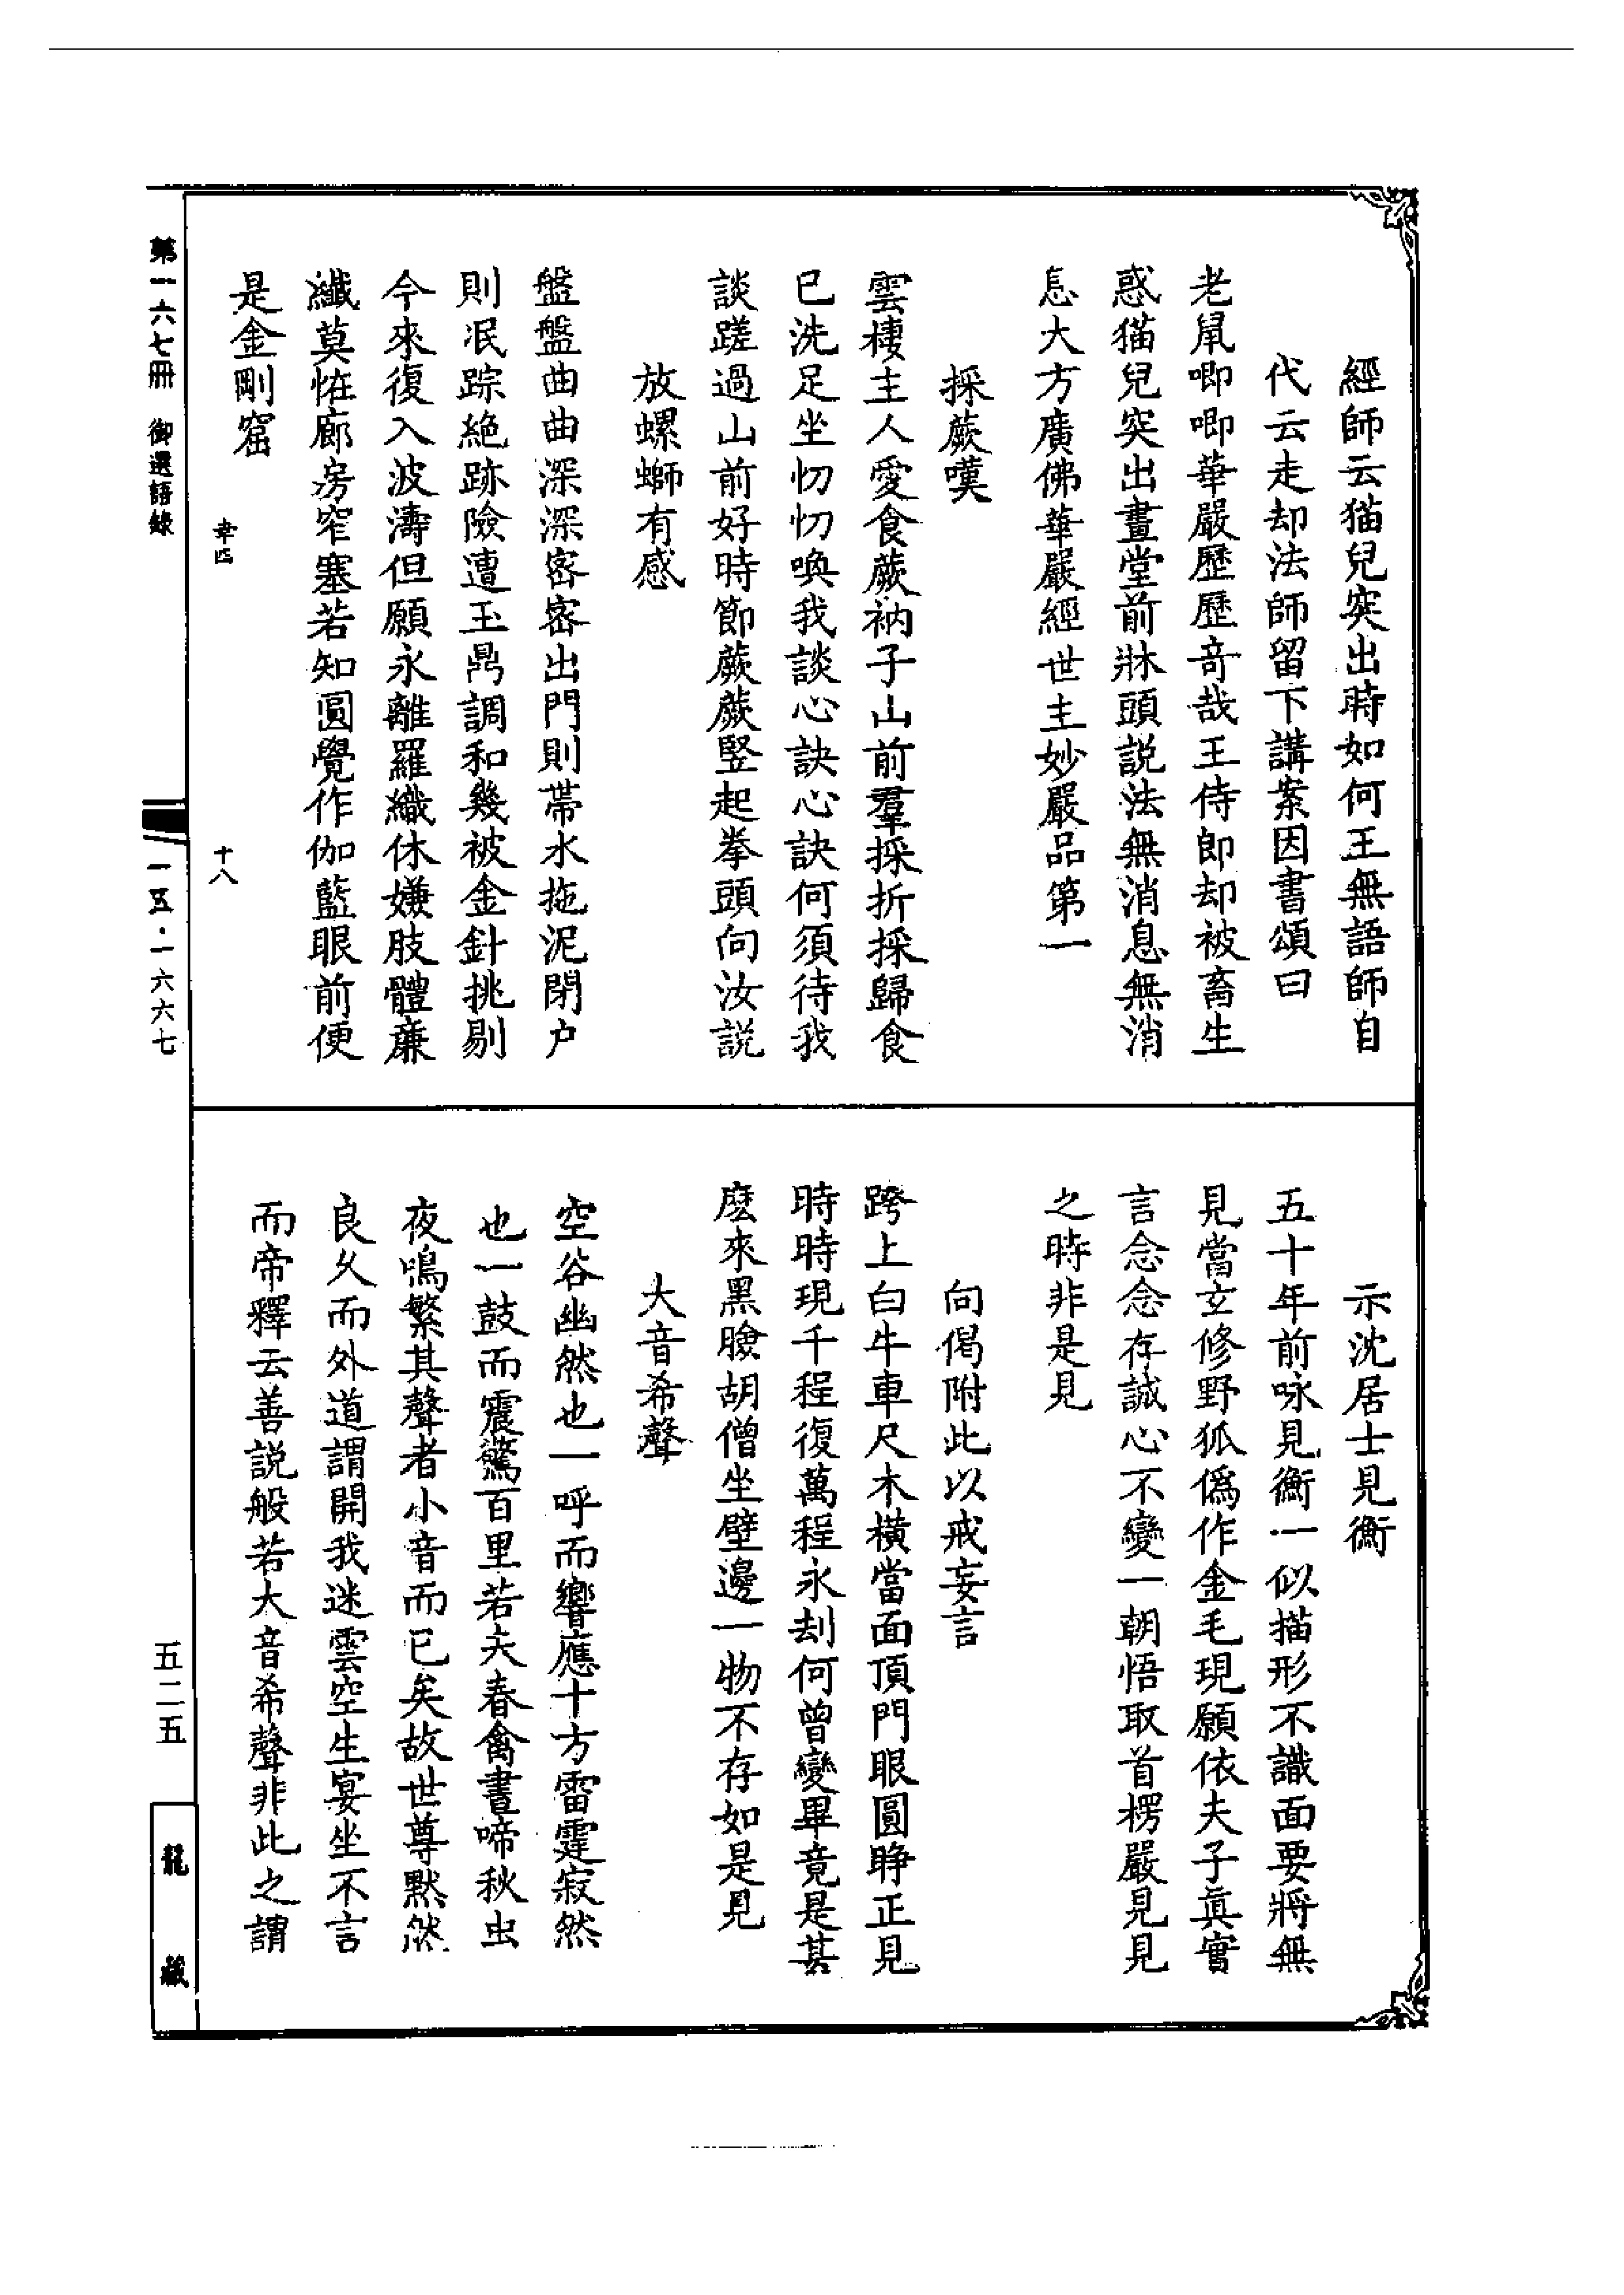 經師云猫兒突出時如何王無語師自
代云走却法師留下講案因書頌曰
老鼠唧唧華嚴歷歷竒哉王侍郎却被畜生
惑猫兒突出畫堂前牀頭說法無消息無消
息大方廣佛華嚴經世主妙嚴品第一
採蕨嘆
雲棲主人愛食蕨衲子山前羣採折採歸食
已洗足坐忉忉喚我談心訣心訣何須待我
談蹉過山前好時節蕨蕨竪起拳頭向汝說
放螺螄有感
盤盤曲曲深深密密出門則帶水拖泥閉户
則泯踪絶跡險遭玉鼎調和幾被金針挑剔
今來復入波濤但願永離羅織休嫌肢體廉
纖莫恠廊房窄塞若知圓覺作伽藍眼前便
是金剛窟
示沈居士見衡
五十年前咏見衡一似描形不識面要將無
見當玄修野狐僞作金毛現願依夫子真實
言念念存誠心不變一朝悟取首楞嚴見見
之時非是見
向偈附此以戒妄言
跨上白牛車尺木橫當面頂門眼圓睁正見
時時現千程復萬程永刦何曾變畢竟是甚
麽來黑臉胡僧坐壁邊一物不存如是見
大音希聲
空谷幽然也一呼而響應十方雷霆寂然
也一鼓而震驚百里若夫春禽晝啼秋虫
夜鳴繁其聲者小音而已矣故世尊默然
良乆而外道謂開我迷雲空生宴坐不言
而帝釋云善說般若大音希聲非此之謂
第一六七冊 御選語錄
十八
一五·一六六七
五二五
龍藏